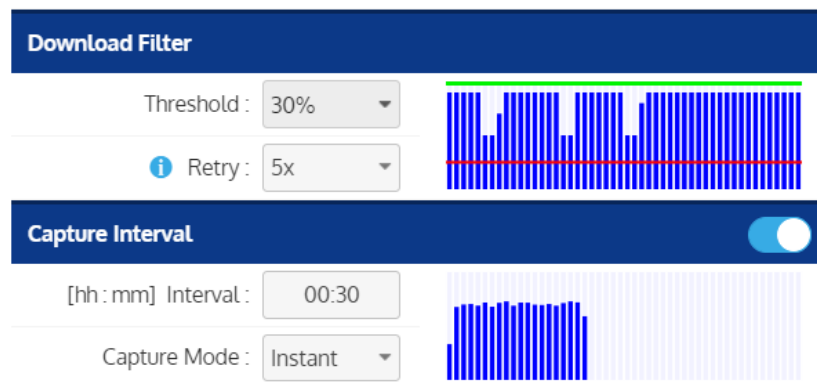 Download Filter
Threshold : 30%
i Retry : 5x
Capture Interval
[hh : mm] Interval : 00:30
Capture Mode : Instant